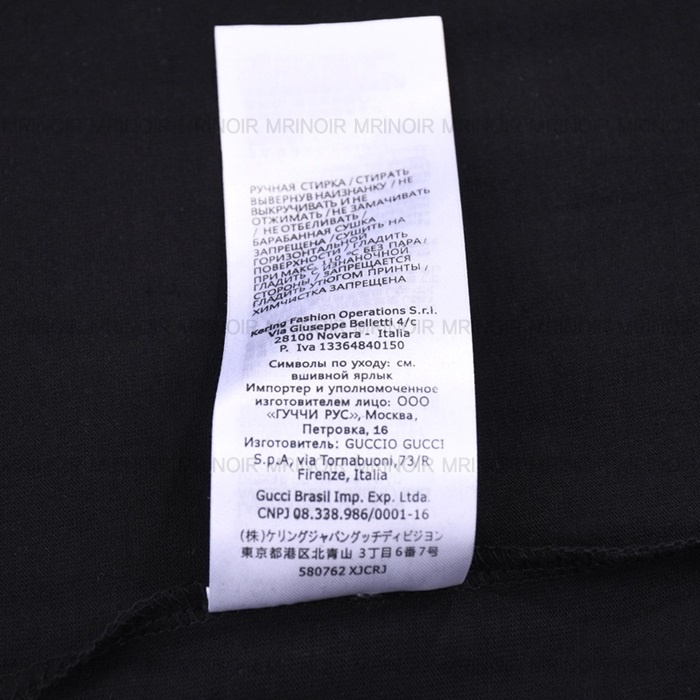 MRINOIR MRINOIR MRINOIR MRINOIR MRINOIR MRINOIR
РУЧНАЯ СТИРКА / СТИРАТЬ
ВЫВЕРНУВ НАИЗНАНКУ / НЕ
ВЫКРУЧИВАТЬ И НЕ
ОТЖИМАТЬ / НЕ ЗАМАЧИВАТЬ
/ НЕ ОТБЕЛИВАТЬ /
БАРАБАННАЯ СУШКА
ЗАПРЕЩЕНА / СУШИТЬ НА
ГОРИЗОНТАЛЬНОЙ
ПОВЕРХНОСТИ / ГЛАДИТЬ
ПРИ МАКС. 110 °C БЕЗ ПАРА /
ГЛАДИТЬ С ИЗНАНОЧНОЙ
СТОРОНЫ / ЗАПРЕЩАЕТСЯ
ГЛАДИТЬ УТЮГОМ ПРИНТЫ /
ХИМЧИСТКА ЗАПРЕЩЕНА
Kering Fashion Operations S.r.l.
Via Giuseppe Belletti 4/c
28100 Novara - Italia
P. Iva 13364840150
Символы по уходу: см.
вшивной ярлык
Импортер и уполномоченное
изготовителем лицо: ООО
«ГУЧЧИ РУС», Москва,
Петровка, 16
Изготовитель: GUCCIO GUCCI
S.p.A, via Tornabuoni,73/R
Firenze, Italia
Gucci Brasil Imp. Exp. Ltda.
CNPJ 08.338.986/0001-16
(株)ケリングジャパングッチディビジョン
東京都港区北青山 3丁目6番7号
580762 XJCRJ